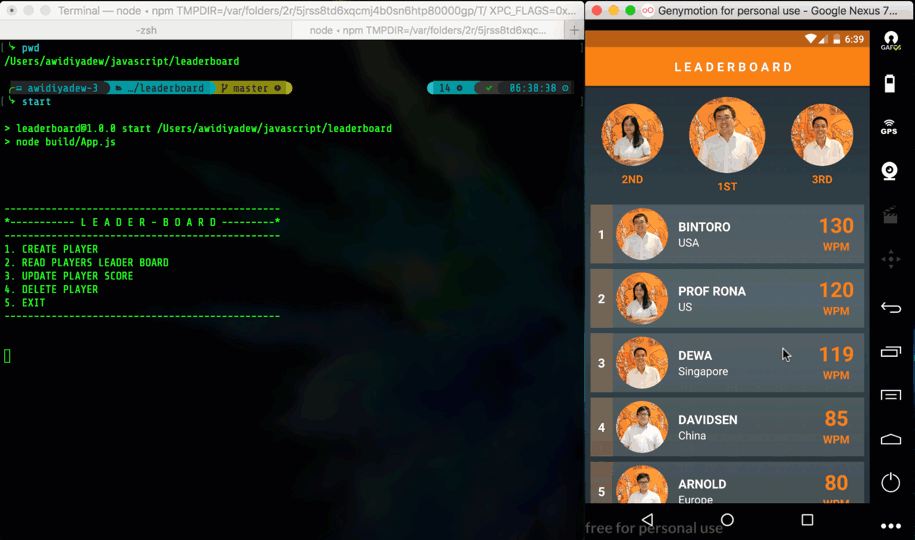 Terminal — node • npm TMPDIR=/var/folders/2r/5jrss8td6xqcmj4b0sn6htp80000gp/T/ XPC_FLAGS=0x...
-zsh
node • npm TMPDIR=/var/folders/2r/5jrss8td6xqc...
pwd
/Users/awidiyadew/javascript/leaderboard
awidiyadew-3 …/leaderboard master 14 06:38:38
start
> leaderboard@1.0.0 start /Users/awidiyadew/javascript/leaderboard
> node build/App.js
---------------------------------------------
*----------- L E A D E R - B O A R D ---------*
---------------------------------------------
1. CREATE PLAYER
2. READ PLAYERS LEADER BOARD
3. UPDATE PLAYER SCORE
4. DELETE PLAYER
5. EXIT
---------------------------------------------
Genymotion for personal use - Google Nexus 7...
6:39
LEADERBOARD
2ND
1ST
3RD
1 BINTORO 130
USA WPM
2 PROF RONA 120
US WPM
3 DEWA 119
Singapore WPM
4 DAVIDSEN 85
China WPM
5 ARNOLD 80
Europe WPM
free for personal use
GPS